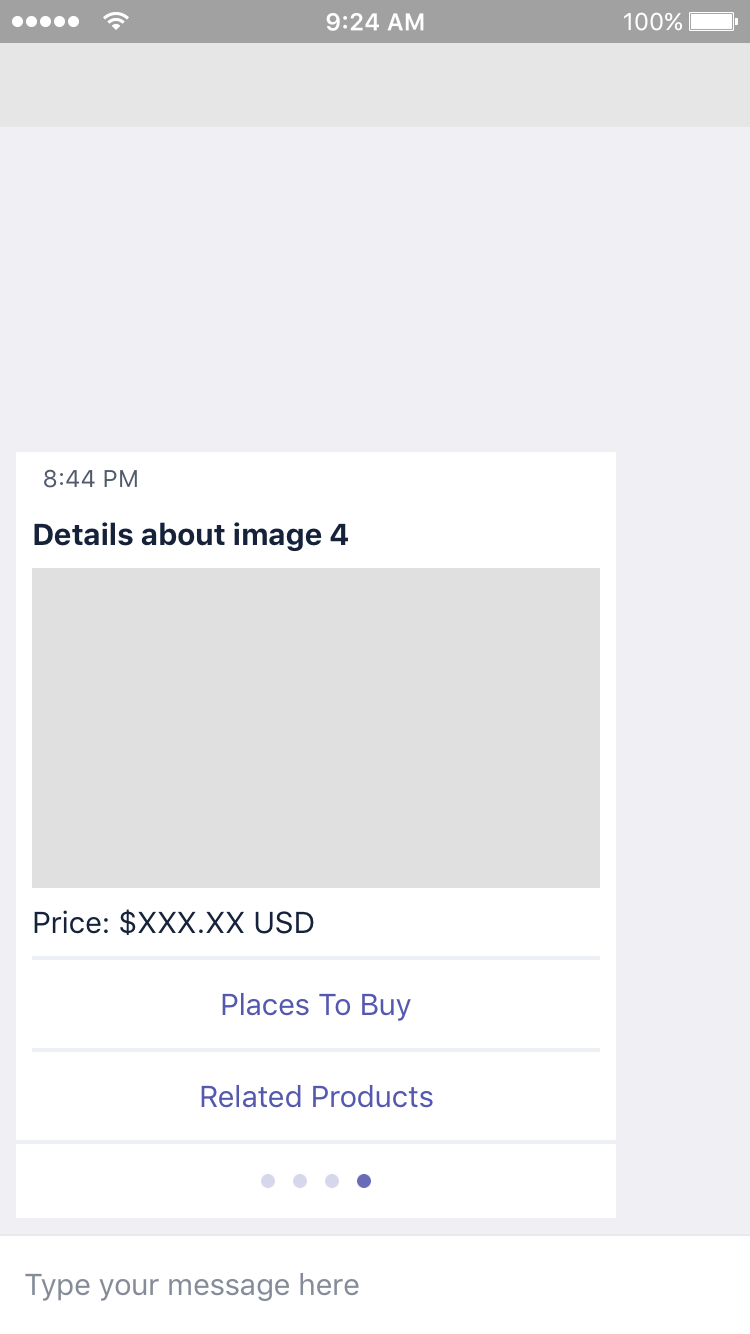 9:24 AM
100%
8:44 PM
Details about image 4
Price: $XXX.XX USD
Places To Buy
Related Products
Type your message here